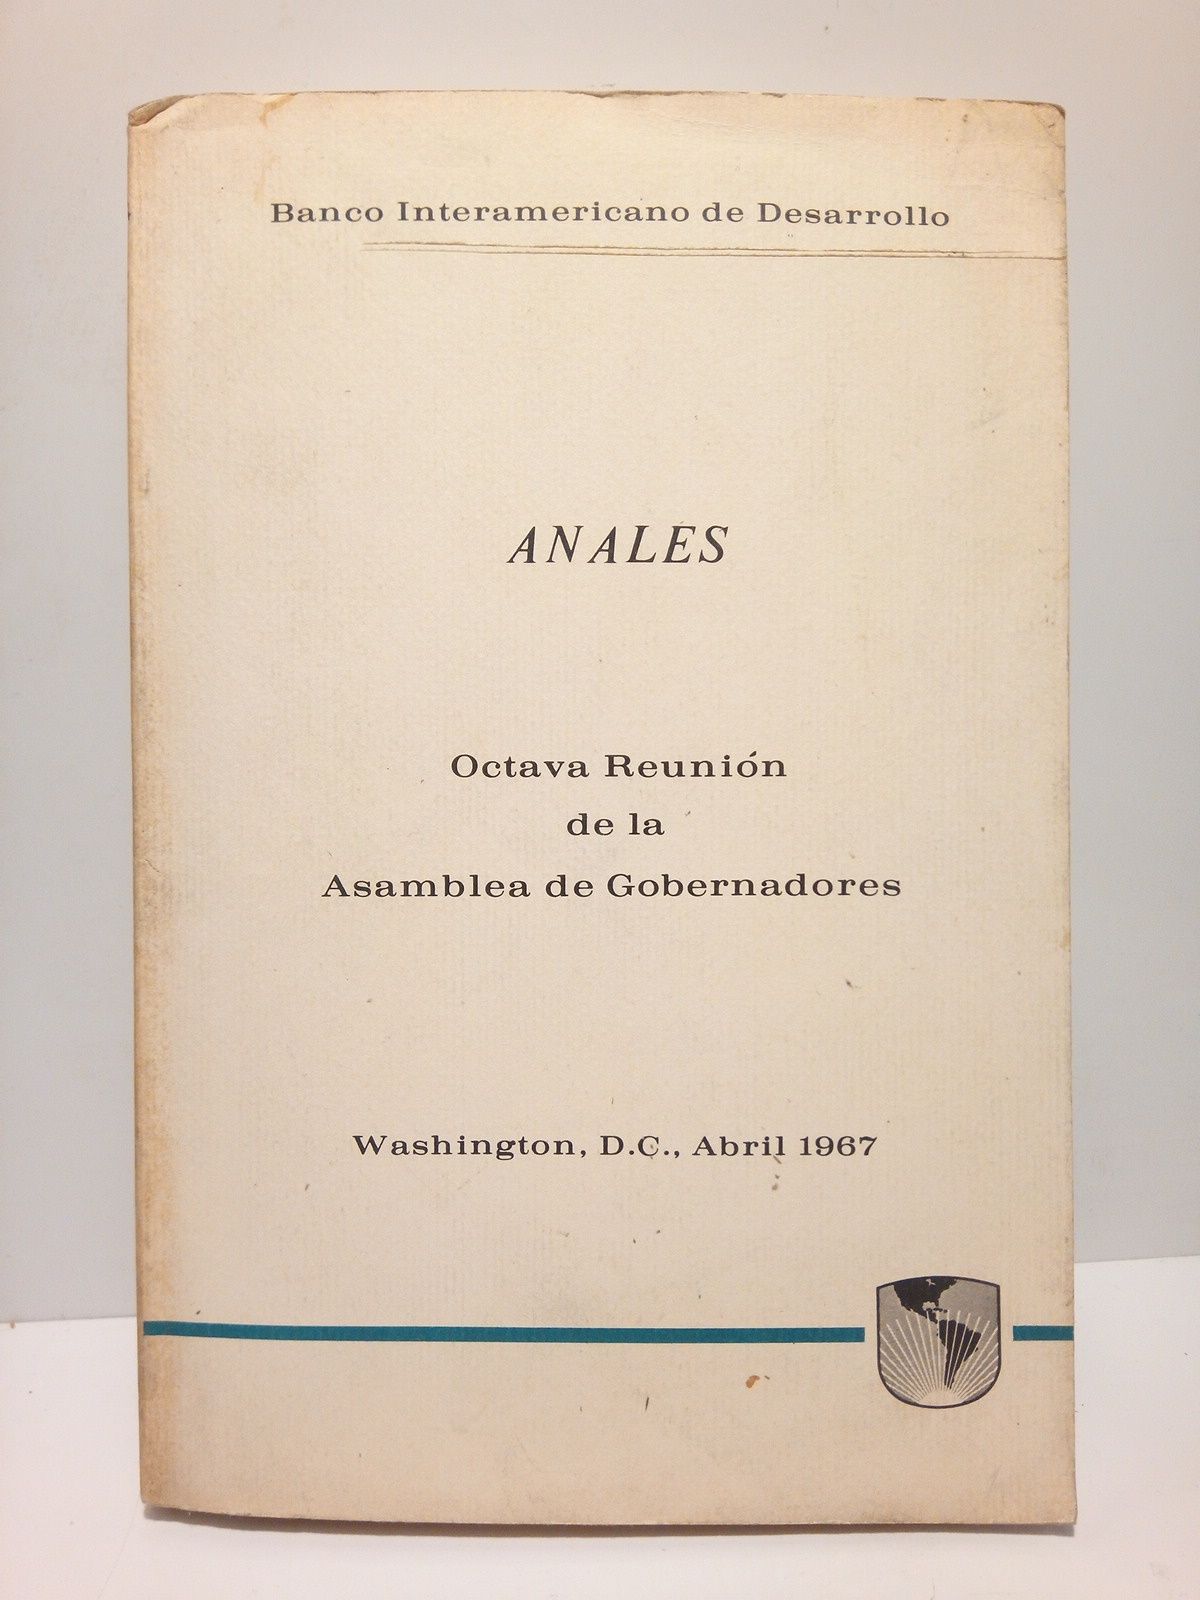 Banco Interamericano de Desarrollo
ANALES
Octava Reunión
de la
Asamblea de Gobernadores
Washington, D.C., Abril 1967